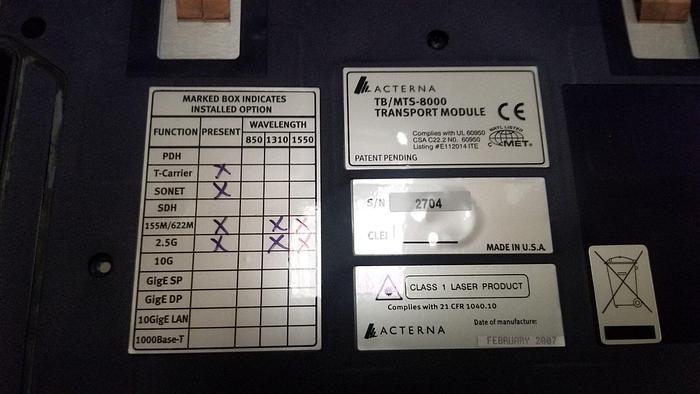 MARKED BOX INDICATES
INSTALLED OPTION
FUNCTION PRESENT WAVELENGTH
850 1310 1550
PDH
T-Carrier X
SONET X
SDH
155M/622M X X X
2.5G X X X
10G
GigE SP
GigE DP
10GigE LAN
1000Base-T
ACTERNA
TB/MTS-8000
TRANSPORT MODULE CE
Complies with UL 60950
CSA C22.2 No. 60950
Listing #E112014 ITE
NRTL LISTED
MET
PATENT PENDING
S/N 2704
CLEI
MADE IN U.S.A.
CLASS 1 LASER PRODUCT
Complies with 21 CFR 1040.10
ACTERNA
Date of manufacture:
FEBRUARY 2007